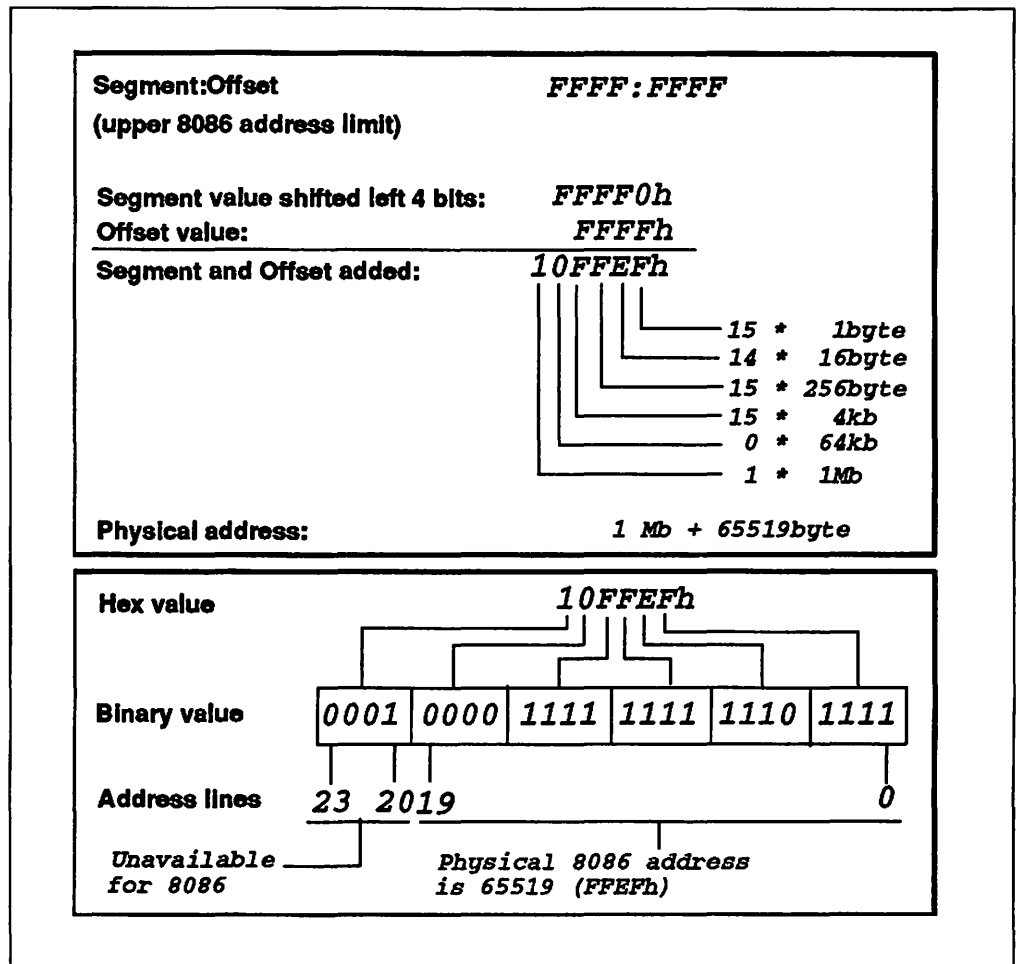 Segment:Offset FFFF:FFFF
(upper 8086 address limit)
Segment value shifted left 4 bits: FFFF0h
Offset value: FFFFh
Segment and Offset added: 10FFEFh
15 * 1byte
14 * 16byte
15 * 256byte
15 * 4kb
0 * 64kb
1 * 1Mb
Physical address: 1 Mb + 65519byte
Hex value 10FFEFh
Binary value 0001 0000 1111 1111 1110 1111
Address lines 23 20 19 0
Unavailable Physical 8086 address
for 8086 is 65519 (FFEFh)